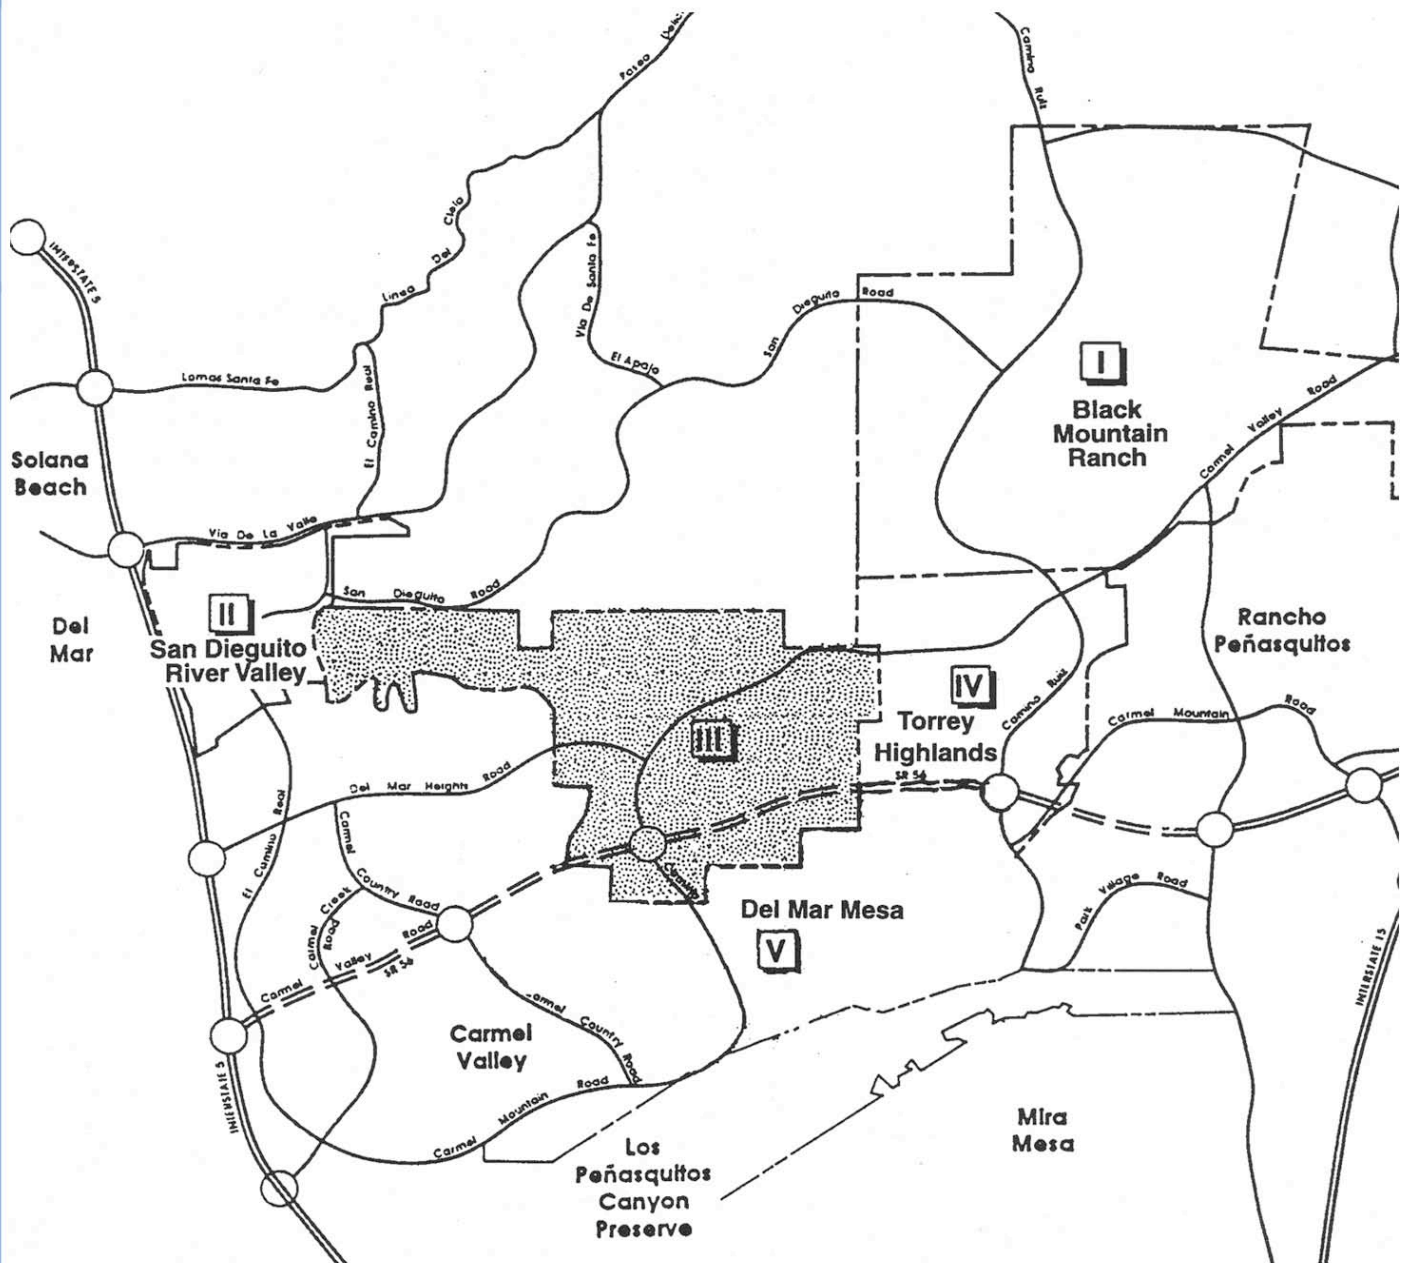 Camino Ruiz
Paseo
Linea Del Cielo
INTERSTATE 5
Via De Santa Fe
San Dieguito Road
El Apajo
Lomas Santa Fe
El Camino Real
I
Black
Mountain
Ranch
Carmel Valley Road
Solana
Beach
Via De La Valle
San Dieguito Road
II
San Dieguito
River Valley
Del
Mar
Rancho
Peñasquitos
IV
Torrey
Highlands
Camino Ruiz
Carmel Mountain Road
III
SR 56
Del Mar Heights Road
El Camino Real
Carmel Country Road
Carmel Creek
Road
Carmel Valley Road
SR 56
Camino
Del Mar Mesa
V
Park Village Road
INTERSTATE 15
Carmel
Valley
Carmel Country Road
Carmel Mountain Road
INTERSTATE 5
Los
Peñasquitos
Canyon
Preserve
Mira
Mesa